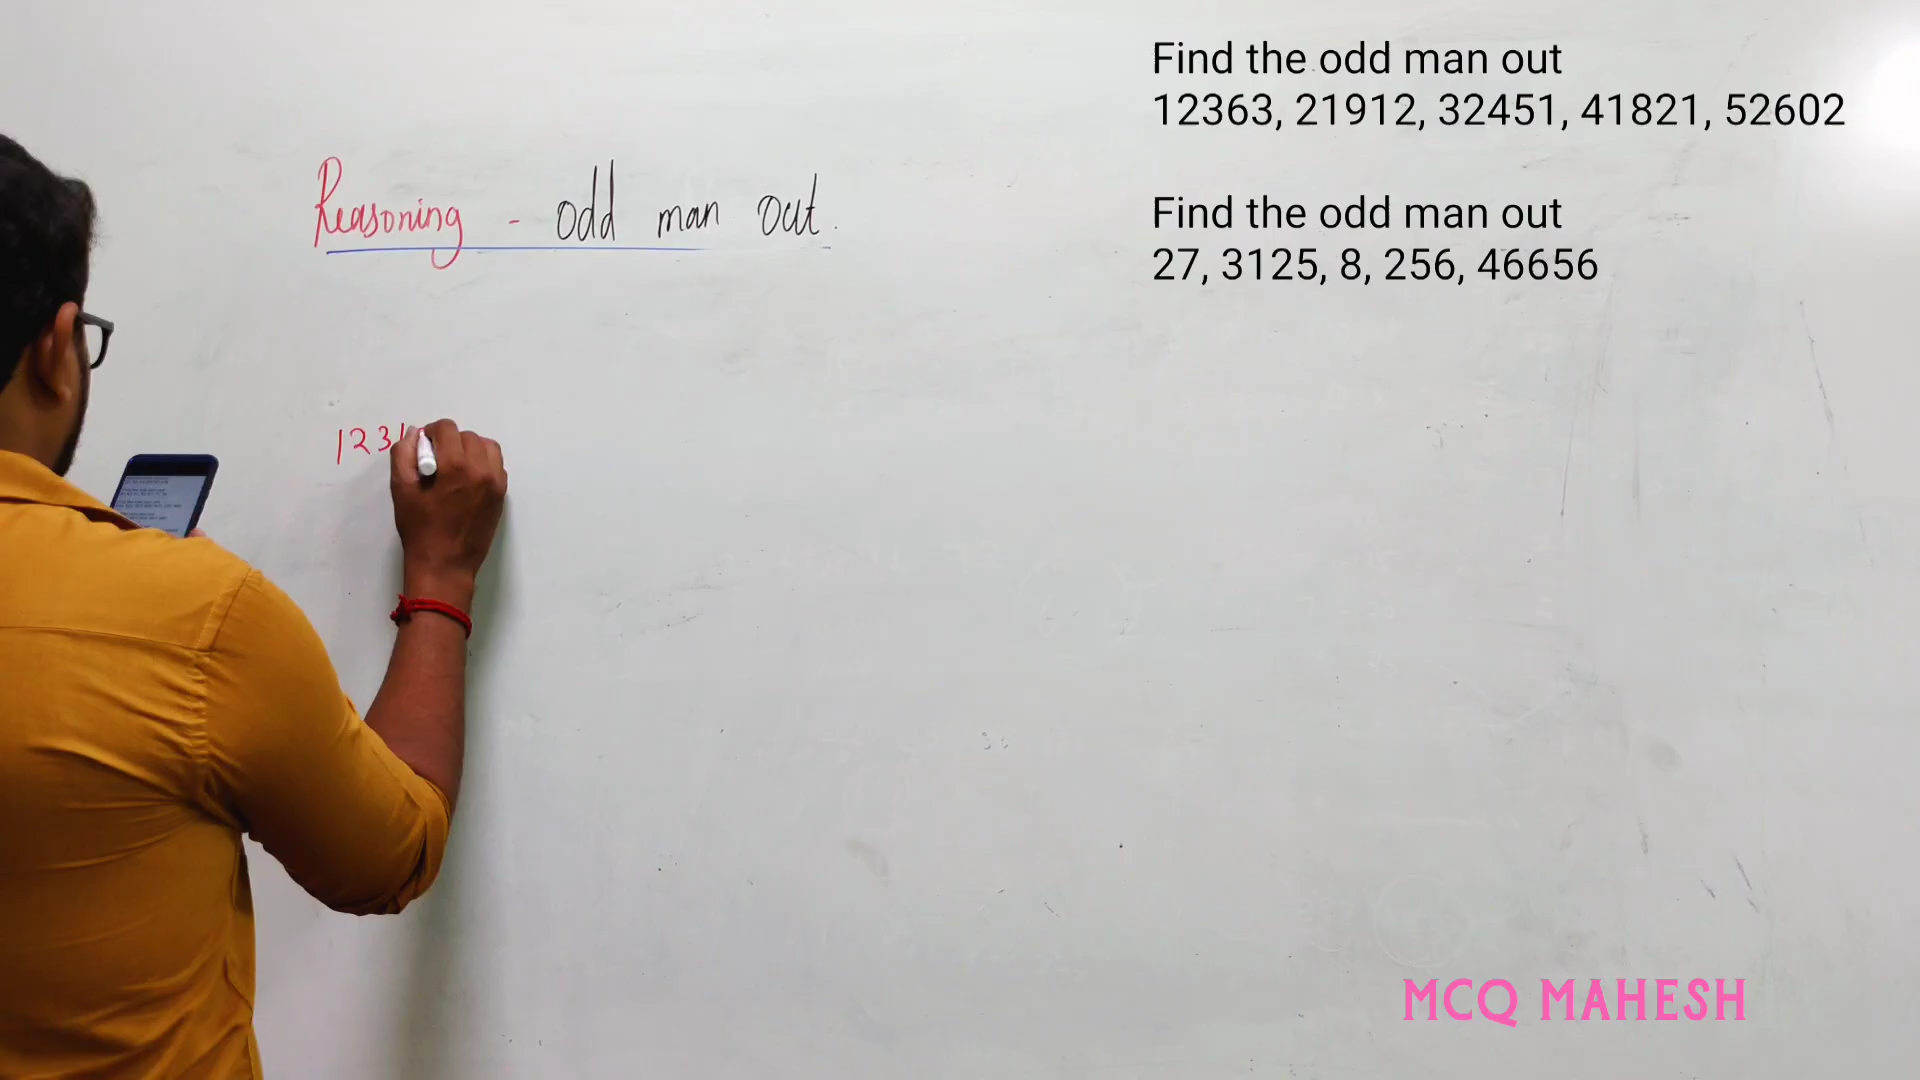 Find the odd man out
12363, 21912, 32451, 41821, 52602
Find the odd man out
27, 3125, 8, 256, 46656
Reasoning - odd man out.
123
MCQ MAHESH